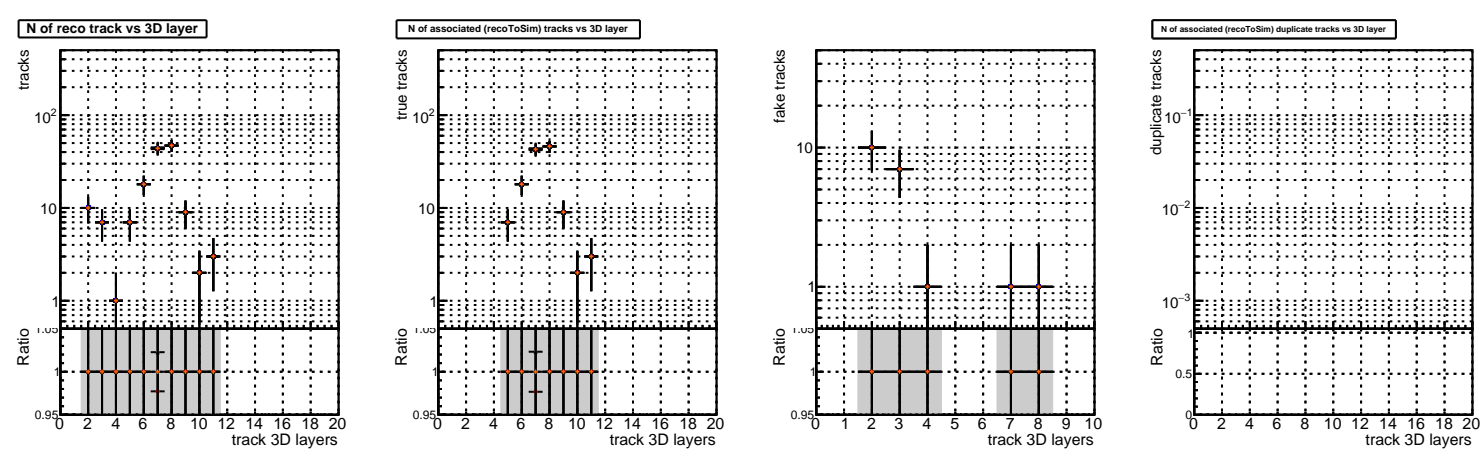 N of reco track vs 3D layer
tracks
10²
10
1
1.05
Ratio
1
0.95
0 2 4 6 8 10 12 14 16 18 20
track 3D layers
N of associated (recoToSim) tracks vs 3D layer
true tracks
10²
10
1
1.05
Ratio
1
0.95
0 2 4 6 8 10 12 14 16 18 20
track 3D layers
fake tracks
10
1
1.05
Ratio
1
0.95
0 1 2 3 4 5 6 7 8 9 10
track 3D layers
N of associated (recoToSim) duplicate tracks vs 3D layer
duplicate tracks
10⁻¹
10⁻²
10⁻³
Ratio
1
0.5
0
0 2 4 6 8 10 12 14 16 18 20
track 3D layers